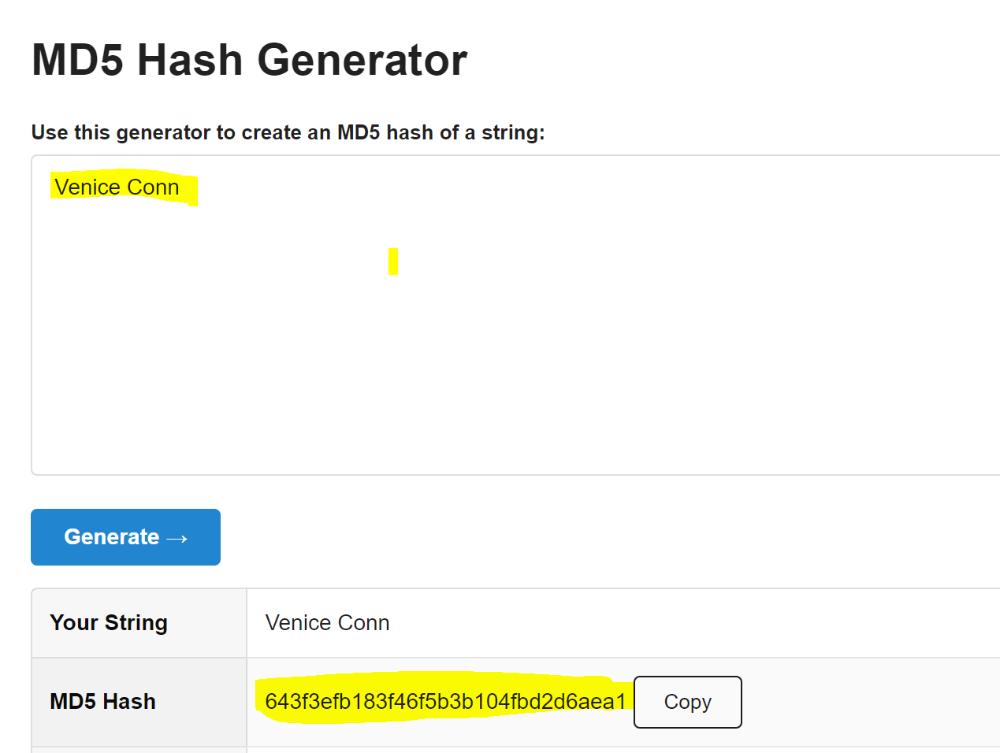 MD5 Hash Generator
Use this generator to create an MD5 hash of a string:
Venice Conn
Generate →
Your String Venice Conn
MD5 Hash 643f3efb183f46f5b3b104fbd2d6aea1 Copy